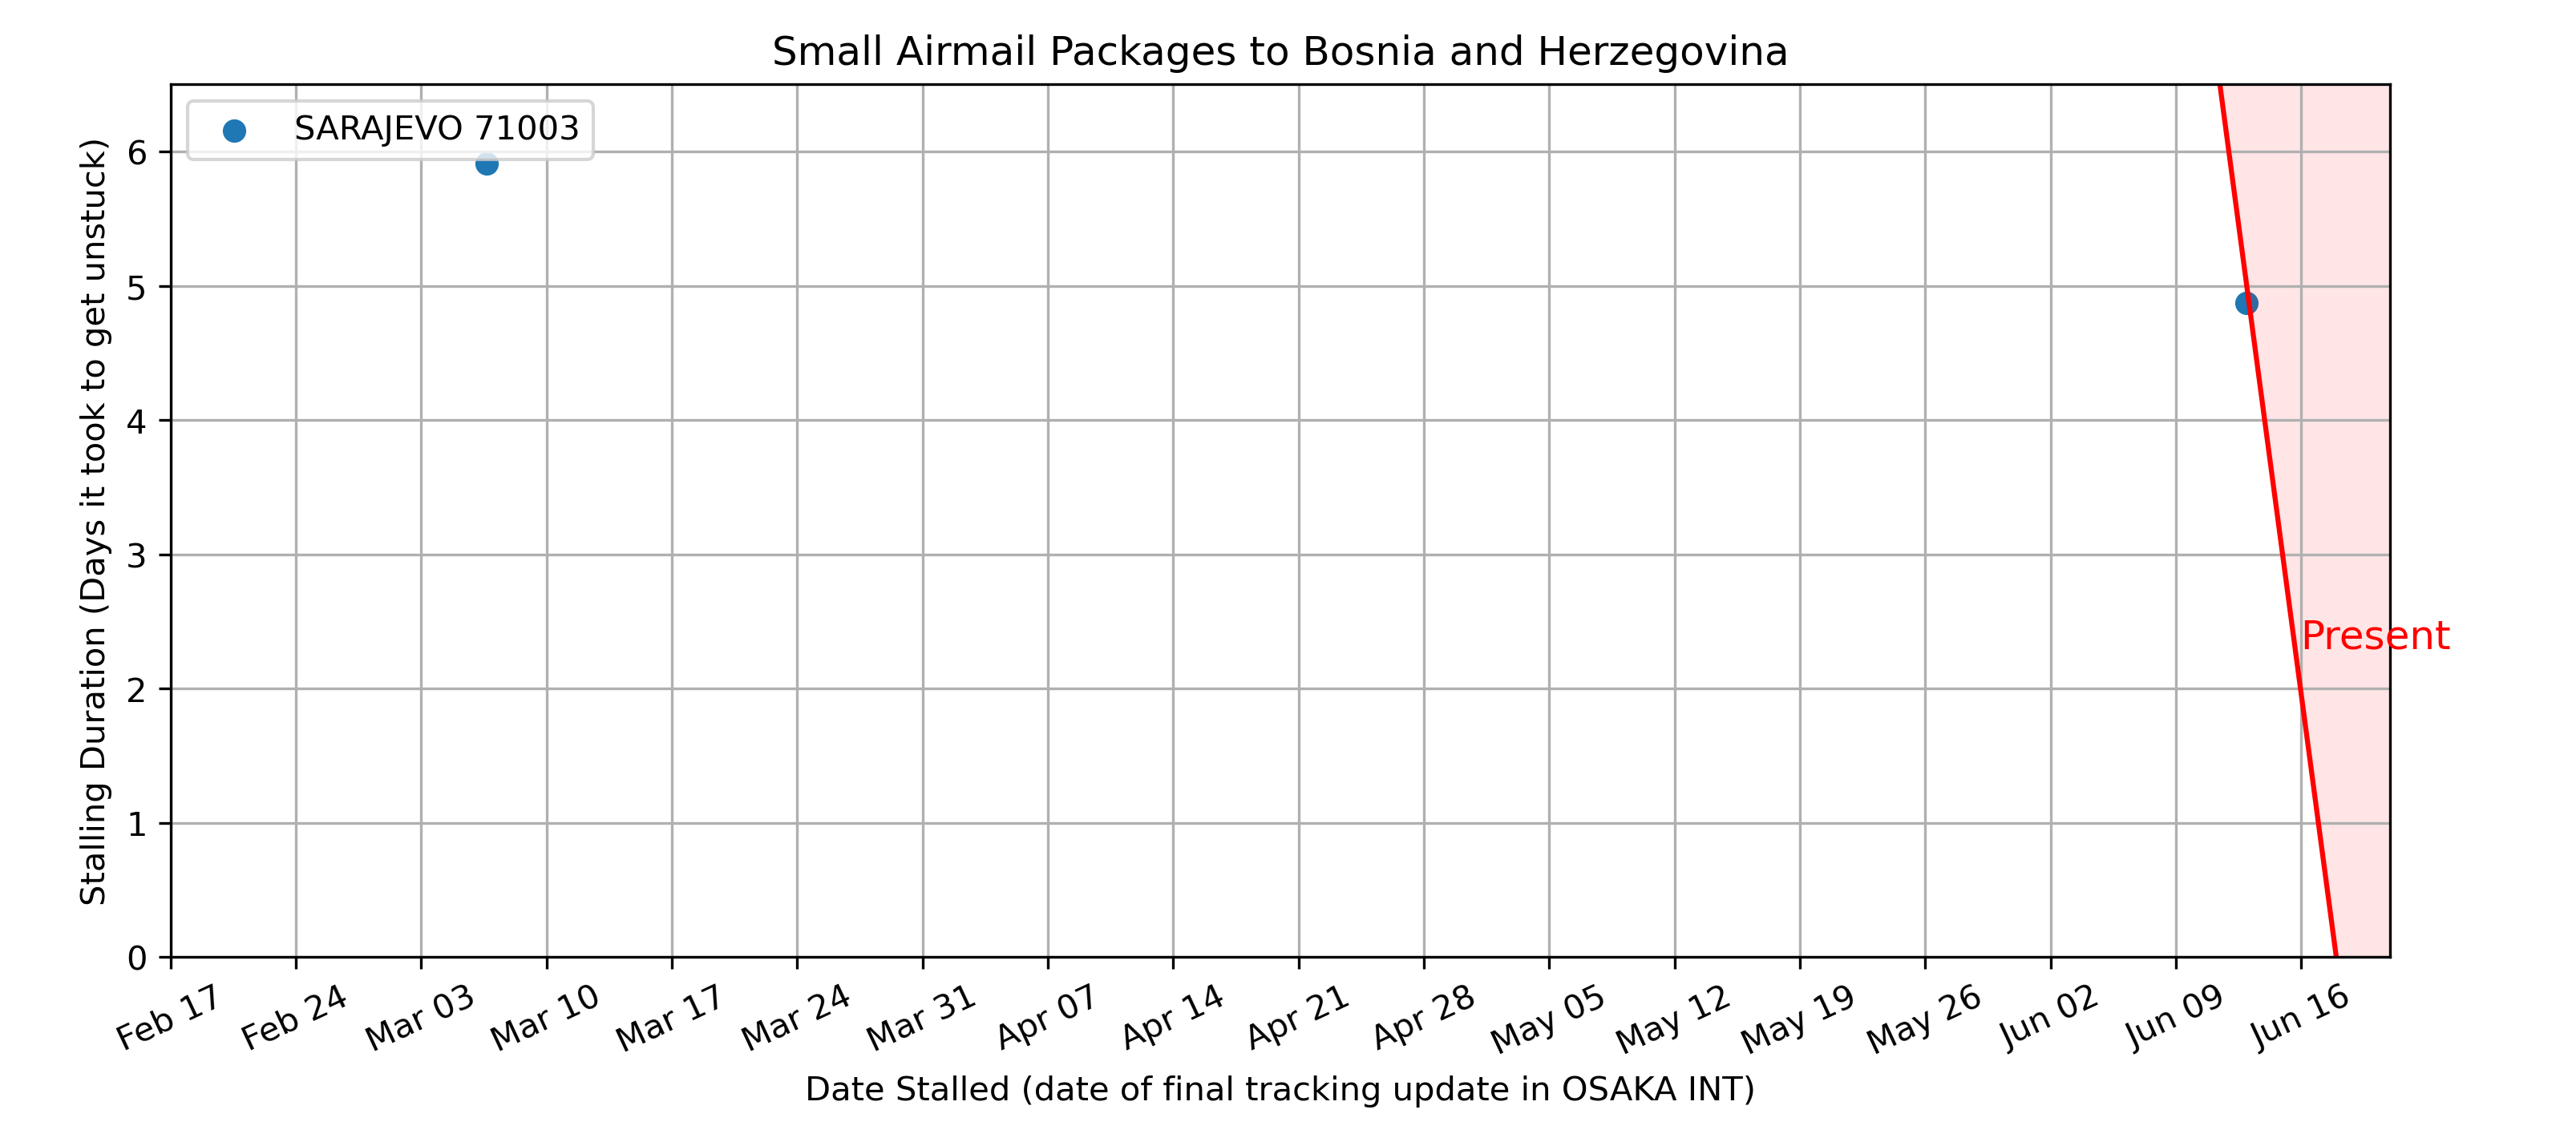 Small Airmail Packages to Bosnia and Herzegovina
SARAJEVO 71003
Stalling Duration (Days it took to get unstuck)
6
5
4
3
2
1
0
Present
Feb 17
Feb 24
Mar 03
Mar 10
Mar 17
Mar 24
Mar 31
Apr 07
Apr 14
Apr 21
Apr 28
May 05
May 12
May 19
May 26
Jun 02
Jun 09
Jun 16
Date Stalled (date of final tracking update in OSAKA INT)